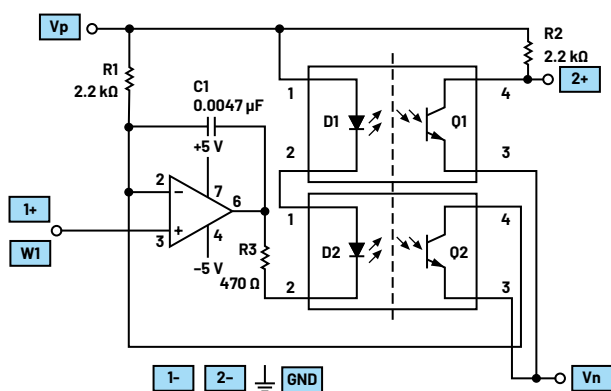 Vp
R1
2.2 kΩ
C1
0.0047 µF
+5 V
2
7
6
3
4
−
+
−5 V
1+
W1
R3
470 Ω
1
2
D1
Q1
4
3
R2
2.2 kΩ
2+
1
2
D2
Q2
4
3
1-
2-
GND
Vn